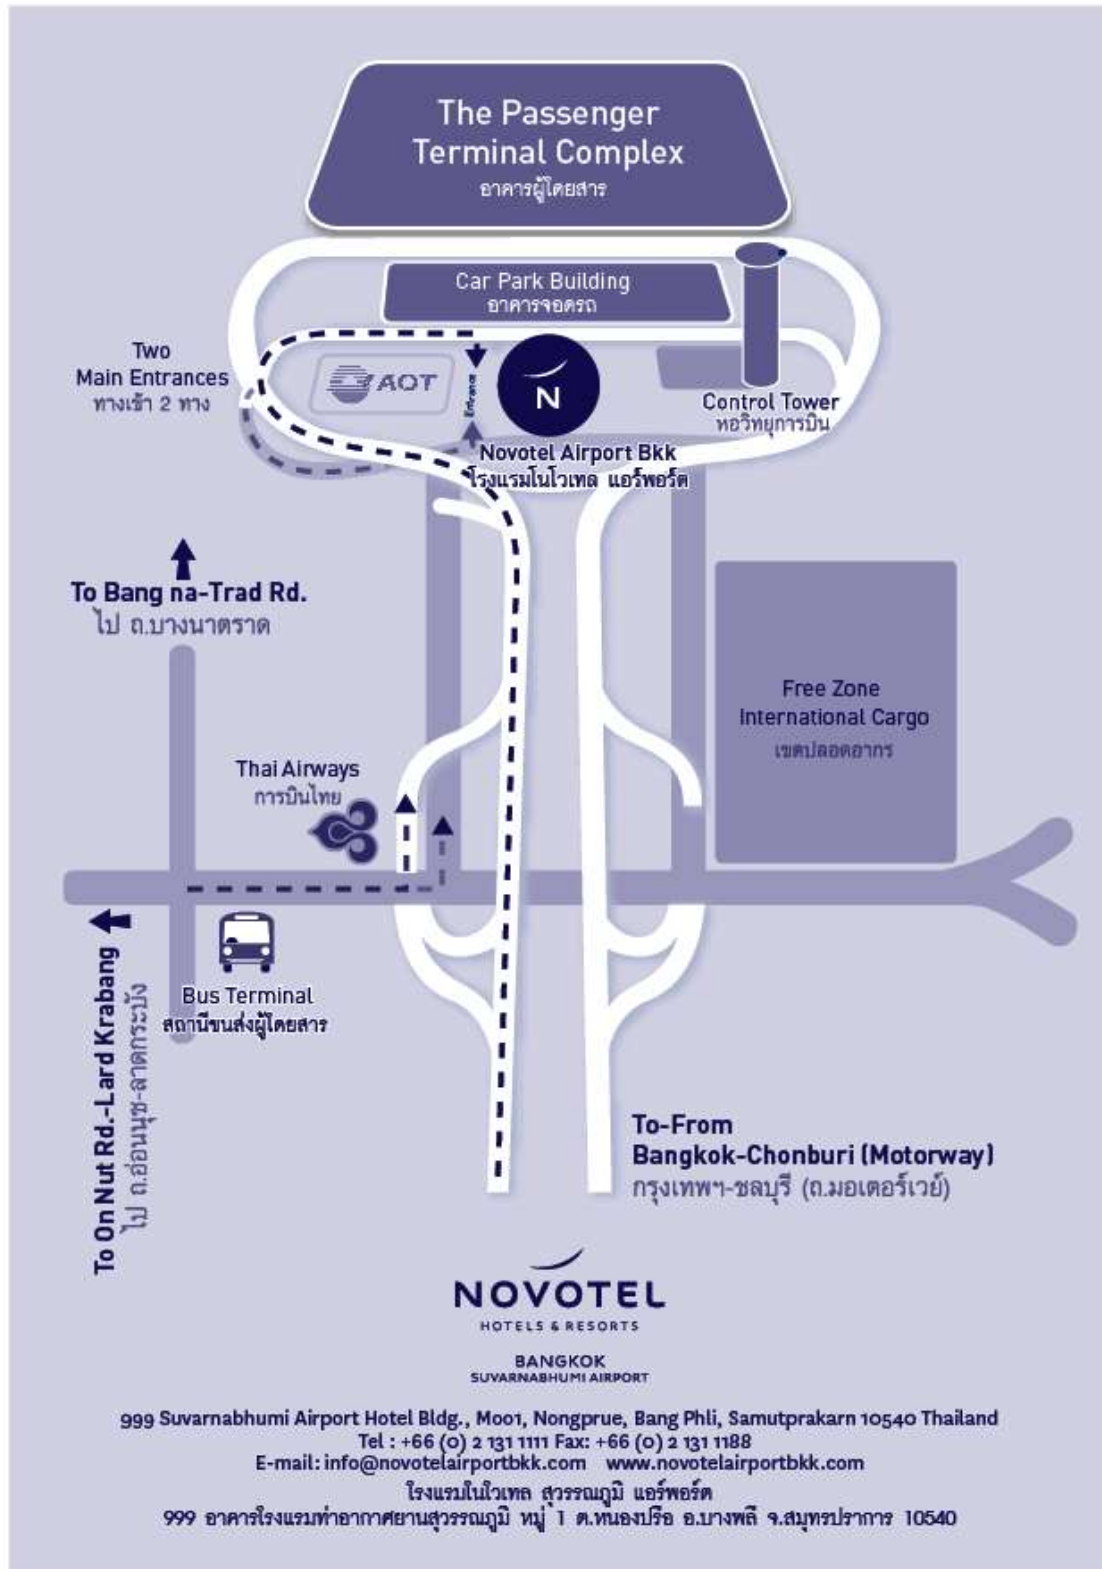 The Passenger
Terminal Complex
อาคารผู้โดยสาร
Car Park Building
อาคารจอดรถ
Two
Main Entrances
ทางเข้า 2 ทาง
AOT
Entrance
N
Control Tower
หอวิทยุการบิน
Novotel Airport Bkk
โรงแรมโนโวเทล แอร์พอร์ต
To Bang na-Trad Rd.
ไป ถ.บางนาตราด
Free Zone
International Cargo
เขตปลอดอากร
Thai Airways
การบินไทย
Bus Terminal
สถานีขนส่งผู้โดยสาร
To On Nut Rd.-Lard Krabang
ไป ถ.อ่อนนุช-ลาดกระบัง
To-From
Bangkok-Chonburi (Motorway)
กรุงเทพฯ-ชลบุรี (ถ.มอเตอร์เวย์)
NOVOTEL
HOTELS & RESORTS
BANGKOK
SUVARNABHUMI AIRPORT
999 Suvarnabhumi Airport Hotel Bldg., Moo1, Nongprue, Bang Phli, Samutprakarn 10540 Thailand
Tel : +66 (0) 2 131 1111 Fax: +66 (0) 2 131 1188
E-mail: info@novotelairportbkk.com www.novotelairportbkk.com
โรงแรมโนโวเทล สุวรรณภูมิ แอร์พอร์ต
999 อาคารโรงแรมท่าอากาศยานสุวรรณภูมิ หมู่ 1 ต.หนองปรือ อ.บางพลี จ.สมุทรปราการ 10540